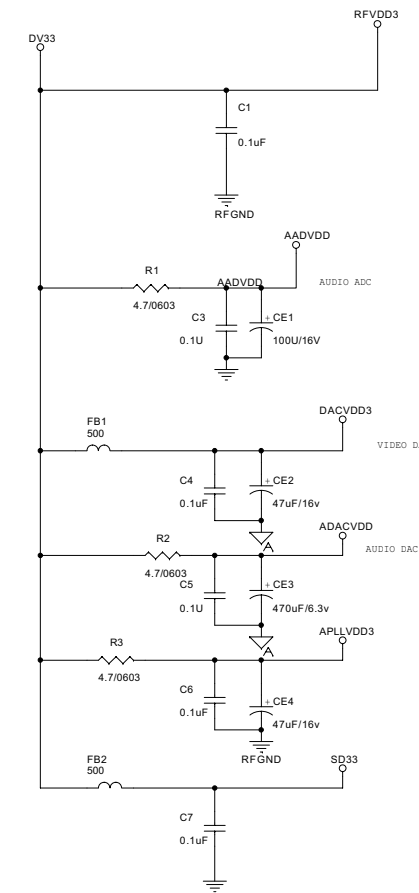 RFVDD3
DV33
C1
0.1uF
RFGND
AADVDD
R1
AADVDD
AUDIO ADC
4.7/0603
C3
+ CE1
0.1U
100U/16V
DACVDD3
FB1
500
VIDEO D
C4
+ CE2
0.1uF
47uF/16v
A
ADACVDD
R2
AUDIO DAC
4.7/0603
C5
+ CE3
0.1U
470uF/6.3v
A
APLLVDD3
R3
4.7/0603
C6
+ CE4
0.1uF
47uF/16v
RFGND
FB2
SD33
500
C7
0.1uF